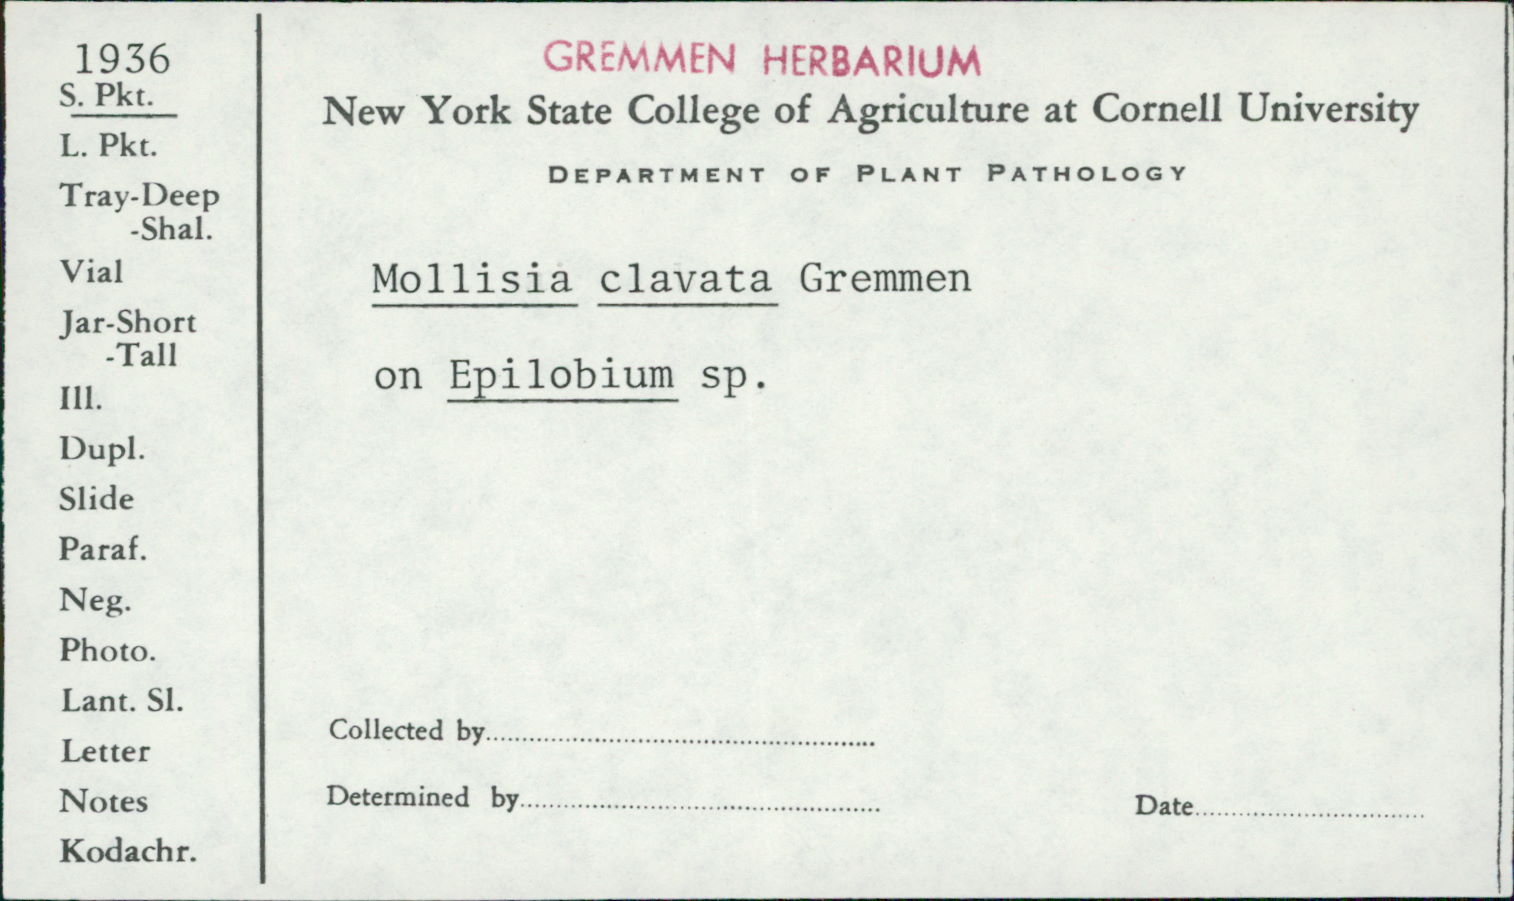 1936
S. Pkt.
L. Pkt.
Tray-Deep
-Shal.
Vial
Jar-Short
-Tall
Ill.
Dupl.
Slide
Paraf.
Neg.
Photo.
Lant. Sl.
Letter
Notes
Kodachr.
GREMMEN HERBARIUM
New York State College of Agriculture at Cornell University
DEPARTMENT OF PLANT PATHOLOGY
Mollisia clavata Gremmen
on Epilobium sp.
Collected by
Determined by
Date